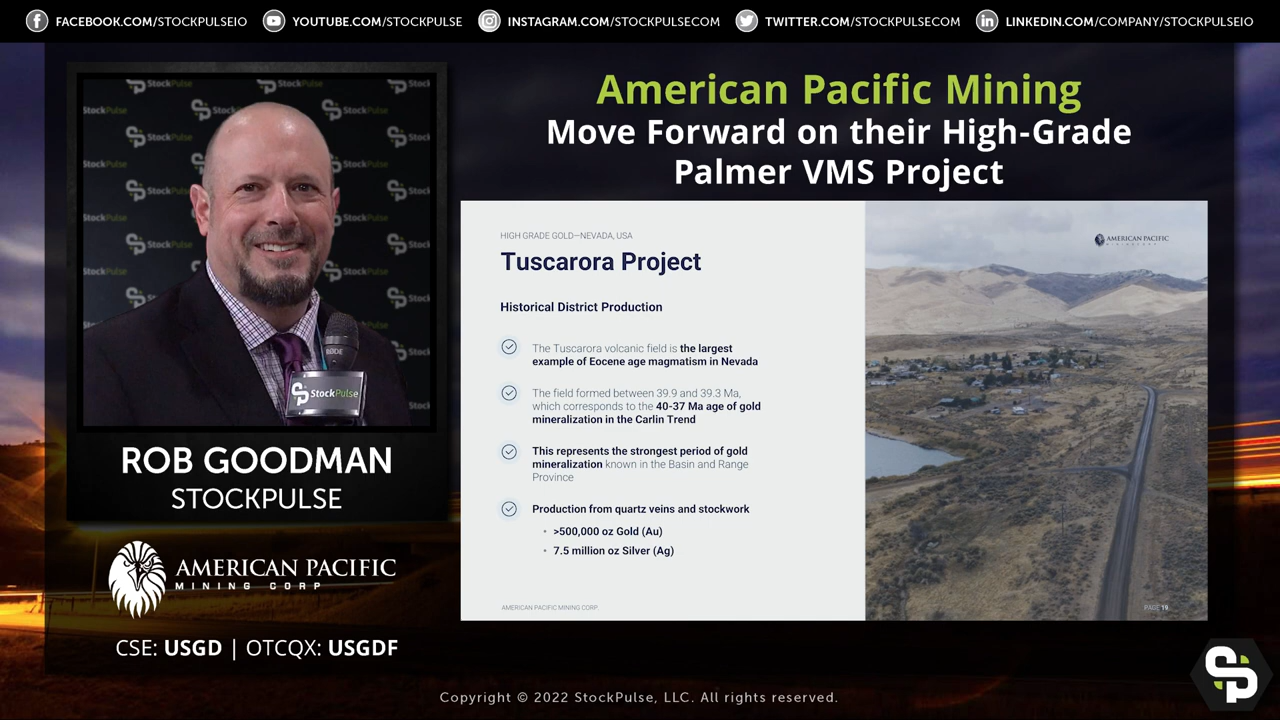 FACEBOOK.COM/STOCKPULSEIO
YOUTUBE.COM/STOCKPULSE
INSTAGRAM.COM/STOCKPULSECOM
TWITTER.COM/STOCKPULSECOM
LINKEDIN.COM/COMPANY/STOCKPULSEIO
StockPulse
RODE
StockPulse
ROB GOODMAN
STOCKPULSE
AMERICAN PACIFIC
MINING CORP
CSE: USGD | OTCQX: USGDF
American Pacific Mining
Move Forward on their High-Grade
Palmer VMS Project
HIGH GRADE GOLD—NEVADA, USA
Tuscarora Project
Historical District Production
The Tuscarora volcanic field is the largest
example of Eocene age magmatism in Nevada
The field formed between 39.9 and 39.3 Ma,
which corresponds to the 40-37 Ma age of gold
mineralization in the Carlin Trend
This represents the strongest period of gold
mineralization known in the Basin and Range
Province
Production from quartz veins and stockwork
• >500,000 oz Gold (Au)
• 7.5 million oz Silver (Ag)
AMERICAN PACIFIC MINING CORP.
AMERICAN PACIFIC
PAGE 19
Copyright © 2022 StockPulse, LLC. All rights reserved.